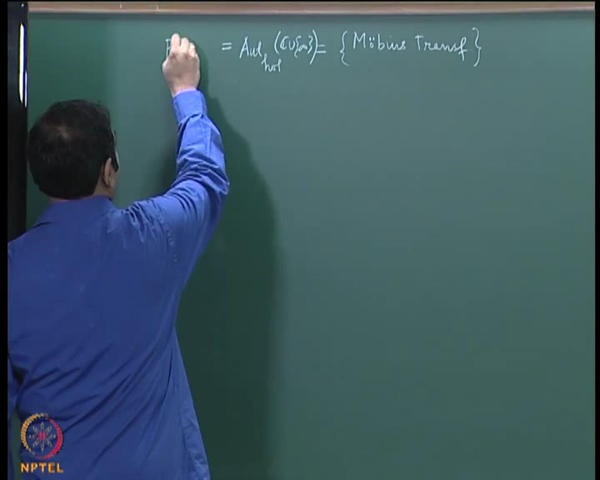 = Aut_hol (ℂ∪{∞}) = { Möbius Transf }
NPTEL